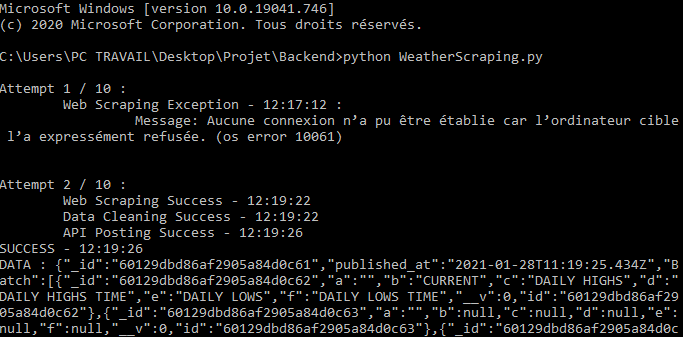 Microsoft Windows [version 10.0.19041.746]
(c) 2020 Microsoft Corporation. Tous droits réservés.
C:\Users\PC TRAVAIL\Desktop\Projet\Backend>python WeatherScraping.py
Attempt 1 / 10 :
Web Scraping Exception - 12:17:12 :
Message: Aucune connexion n’a pu être établie car l’ordinateur cible
l’a expressément refusée. (os error 10061)
Attempt 2 / 10 :
Web Scraping Success - 12:19:22
Data Cleaning Success - 12:19:22
API Posting Success - 12:19:26
SUCCESS - 12:19:26
DATA : {"_id":"60129dbd86af2905a84d0c61","published_at":"2021-01-28T11:19:25.434Z","B
atch":[{"_id":"60129dbd86af2905a84d0c62","a":"","b":"CURRENT","c":"DAILY HIGHS","d":"
DAILY HIGHS TIME","e":"DAILY LOWS","f":"DAILY LOWS TIME","__v":0,"id":"60129dbd86af29
05a84d0c62"},{"_id":"60129dbd86af2905a84d0c63","a":"","b":null,"c":null,"d":null,"e":
null,"f":null,"__v":0,"id":"60129dbd86af2905a84d0c63"},{"_id":"60129dbd86af2905a84d0c